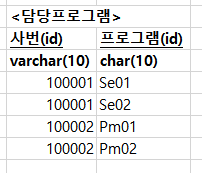 <담당프로그램>
사번(id) 프로그램(id)
varchar(10) char(10)
100001 Se01
100001 Se02
100002 Pm01
100002 Pm02